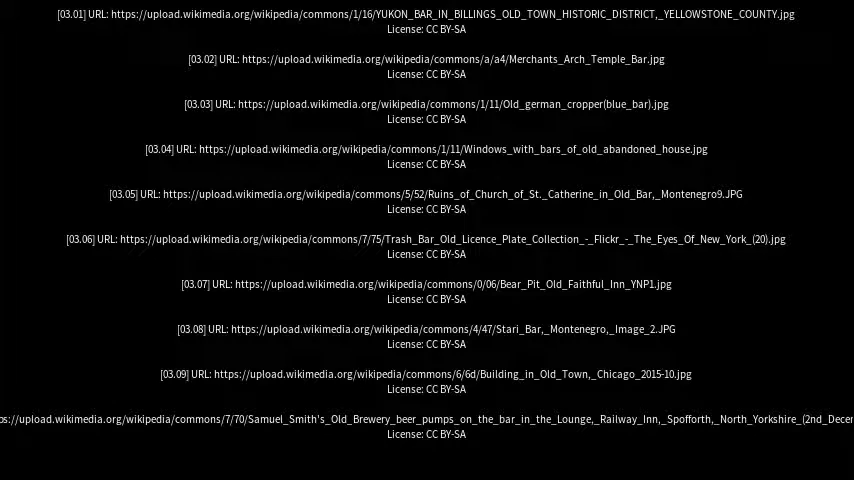 [03.01] URL: https://upload.wikimedia.org/wikipedia/commons/1/16/YUKON_BAR_IN_BILLINGS_OLD_TOWN_HISTORIC_DISTRICT,_YELLOWSTONE_COUNTY.jpg
License: CC BY-SA
[03.02] URL: https://upload.wikimedia.org/wikipedia/commons/a/a4/Merchants_Arch_Temple_Bar.jpg
License: CC BY-SA
[03.03] URL: https://upload.wikimedia.org/wikipedia/commons/1/11/Old_german_cropper(blue_bar).jpg
License: CC BY-SA
[03.04] URL: https://upload.wikimedia.org/wikipedia/commons/1/11/Windows_with_bars_of_old_abandoned_house.jpg
License: CC BY-SA
[03.05] URL: https://upload.wikimedia.org/wikipedia/commons/5/52/Ruins_of_Church_of_St._Catherine_in_Old_Bar,_Montenegro9.JPG
License: CC BY-SA
[03.06] URL: https://upload.wikimedia.org/wikipedia/commons/7/75/Trash_Bar_Old_Licence_Plate_Collection_-_Flickr_-_The_Eyes_Of_New_York_(20).jpg
License: CC BY-SA
[03.07] URL: https://upload.wikimedia.org/wikipedia/commons/0/06/Bear_Pit_Old_Faithful_Inn_YNP1.jpg
License: CC BY-SA
[03.08] URL: https://upload.wikimedia.org/wikipedia/commons/4/47/Stari_Bar,_Montenegro,_Image_2.JPG
License: CC BY-SA
[03.09] URL: https://upload.wikimedia.org/wikipedia/commons/6/6d/Building_in_Old_Town,_Chicago_2015-10.jpg
License: CC BY-SA
ps://upload.wikimedia.org/wikipedia/commons/7/70/Samuel_Smith's_Old_Brewery_beer_pumps_on_the_bar_in_the_Lounge,_Railway_Inn,_Spofforth,_North_Yorkshire_(2nd_Decem
License: CC BY-SA